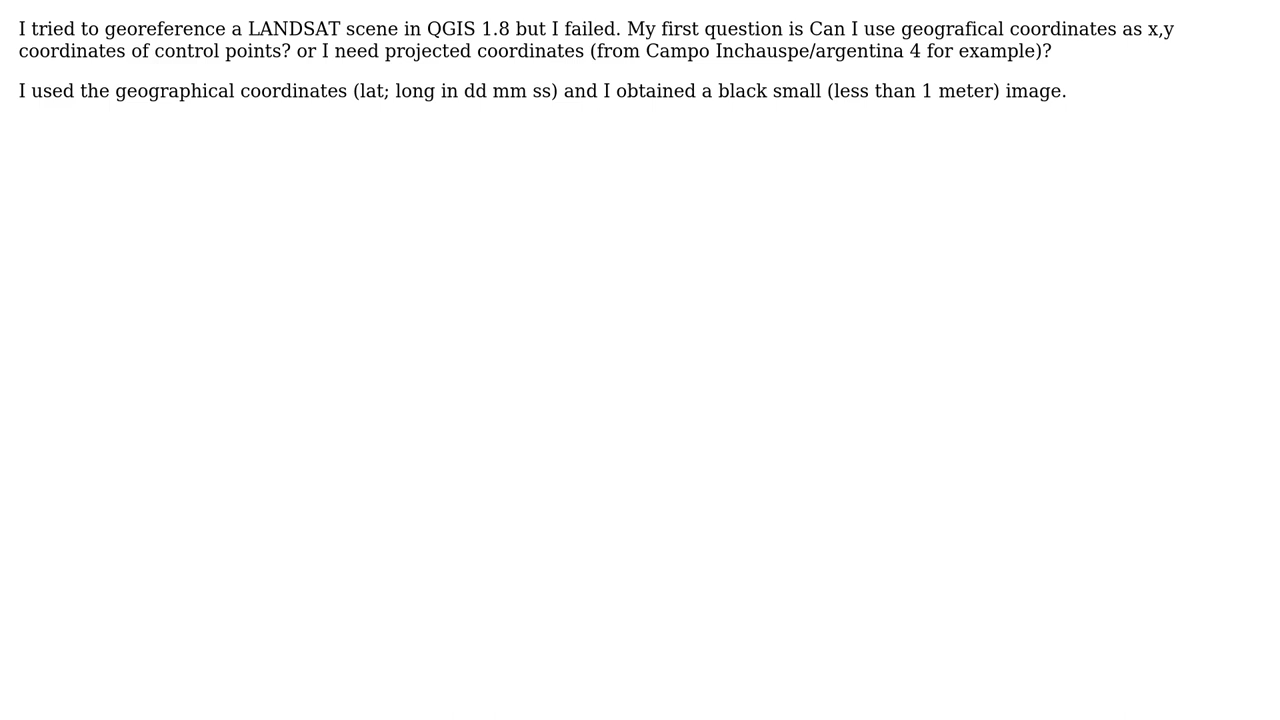 I tried to georeference a LANDSAT scene in QGIS 1.8 but I failed. My first question is Can I use geografical coordinates as x,y
coordinates of control points? or I need projected coordinates (from Campo Inchauspe/argentina 4 for example)?
I used the geographical coordinates (lat; long in dd mm ss) and I obtained a black small (less than 1 meter) image.